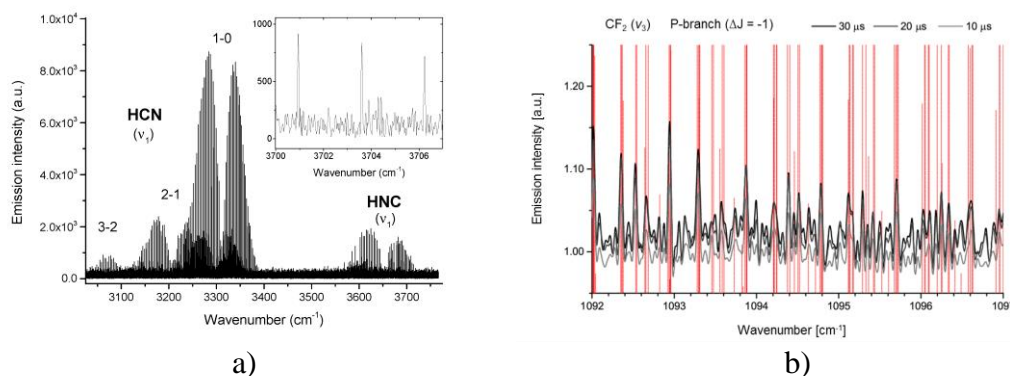 1.0x10⁴
8.0x10³
6.0x10³
4.0x10³
2.0x10³
0.0
Emission intensity (a.u.)
3100 3200 3300 3400 3500 3600 3700
Wavenumber (cm⁻¹)
1-0
HCN
(ν₁)
2-1
3-2
HNC
(ν₁)
1000
750
500
250
0
3700 3702 3704 3706
Wavenumber (cm⁻¹)
a)
CF₂ (ν₃) P-branch (ΔJ = -1) 30 μs 20 μs 10 μs
1.20
1.10
1.00
Emission intensity [a.u.]
1092 1093 1094 1095 1096 109
Wavenumber [cm⁻¹]
b)